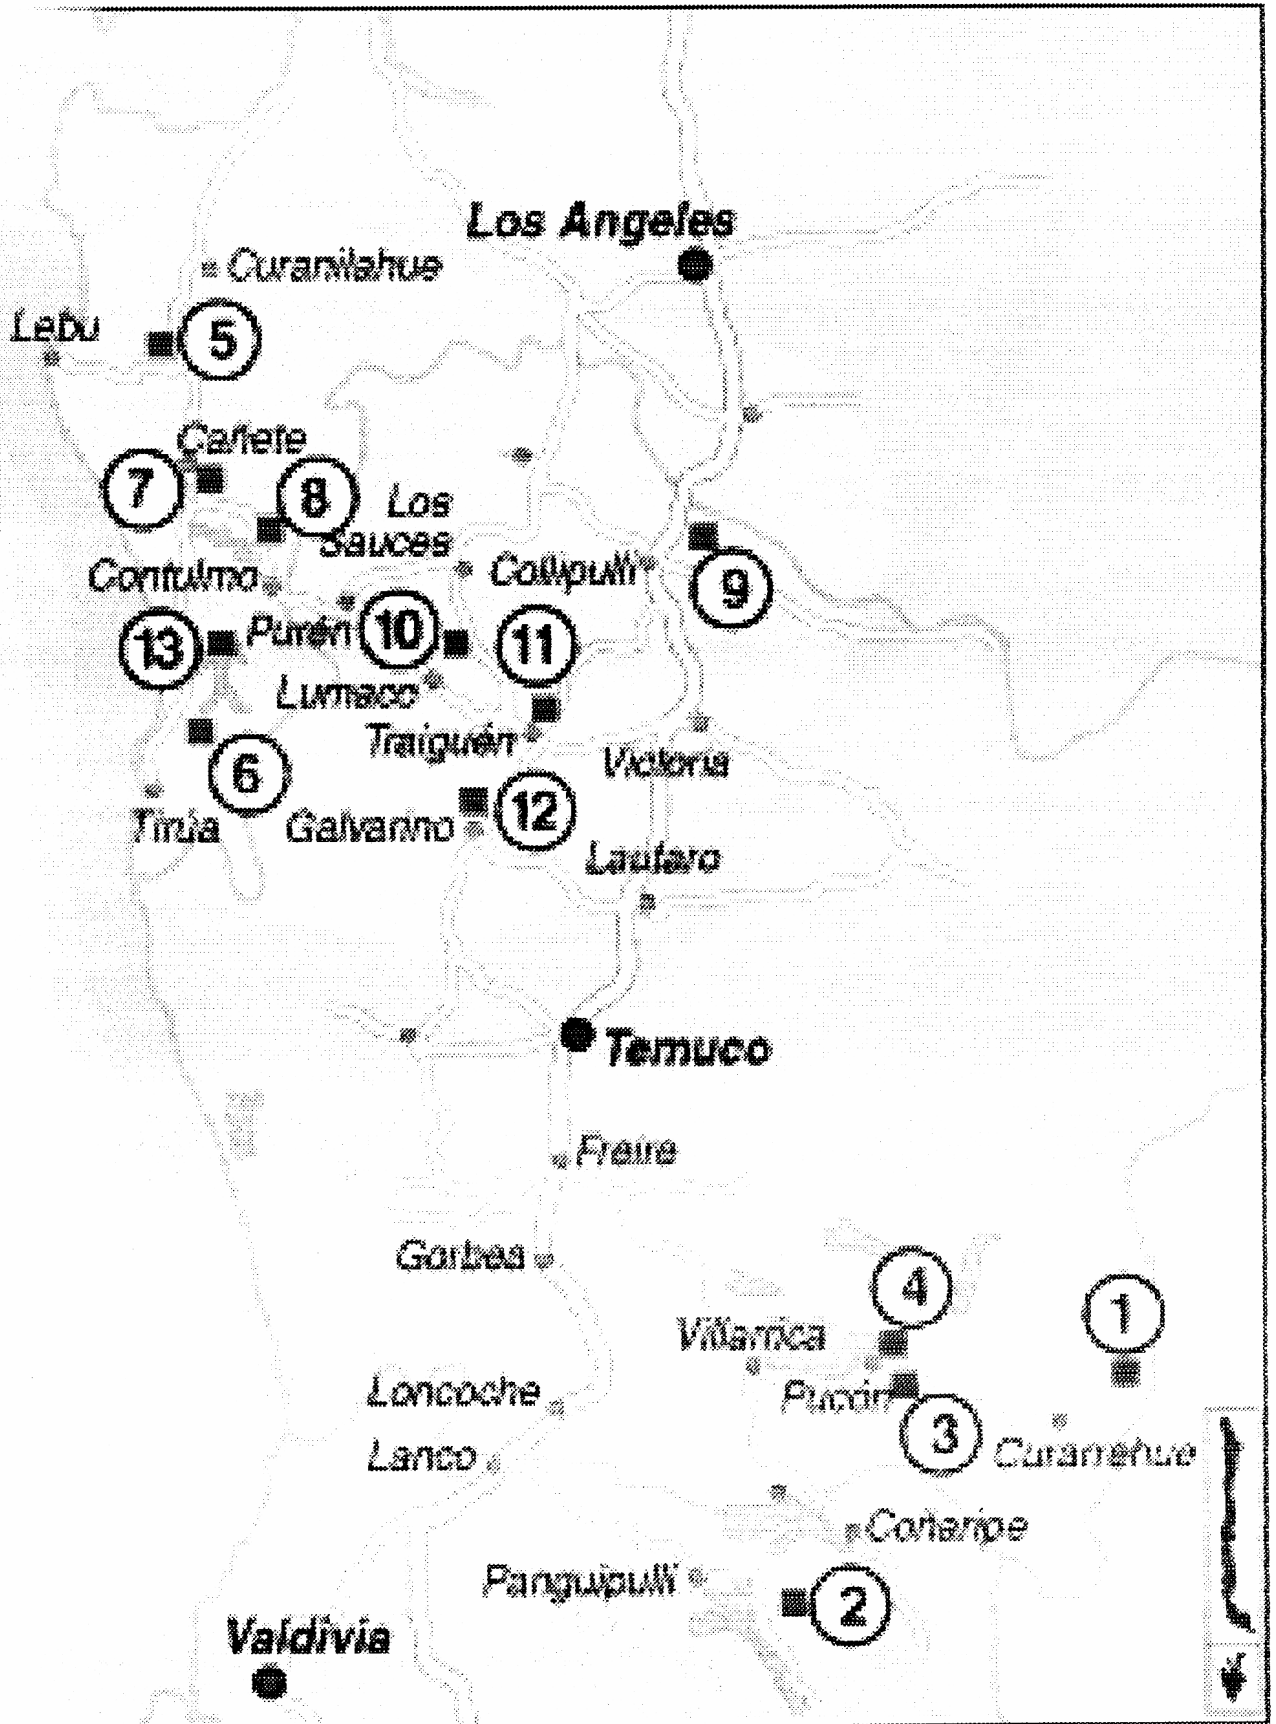 Los Angeles
Curanilahue
Lebu
5
Cañete
7
8
Los
Sauces
Collipulli
Contulmo
9
13
Purén
10
11
Lumaco
Traiguén
Victoria
6
Tirúa
Galvarino
12
Lautaro
Temuco
Freire
Gorbea
4
1
Villarrica
Loncoche
Pucón
3
Curarrehue
Lanco
Coñaripe
Panguipulli
2
Valdivia